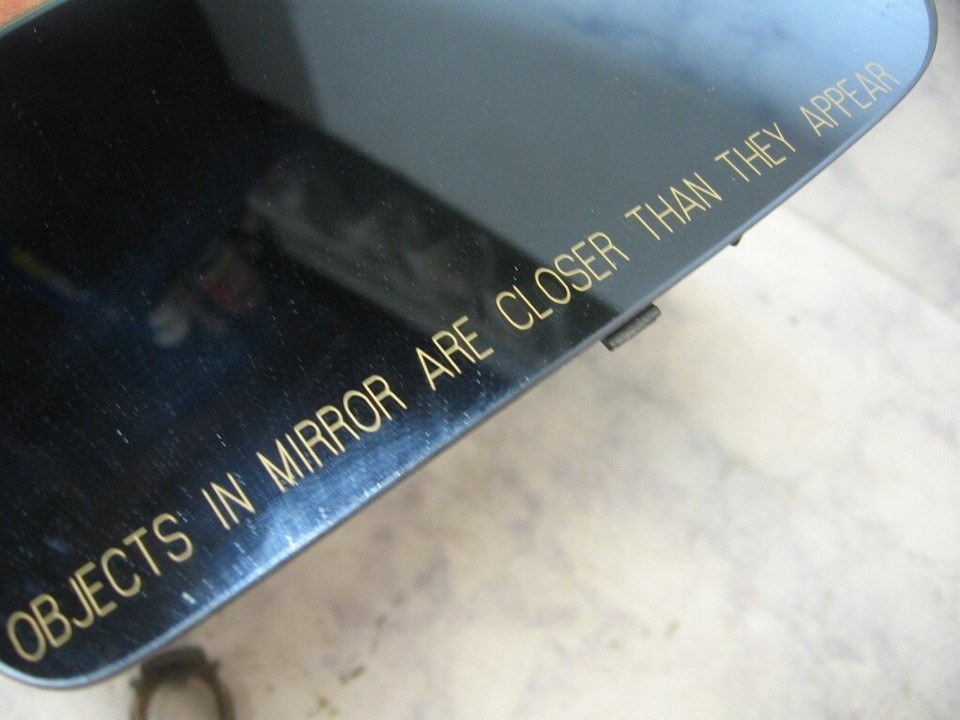 OBJECTS IN MIRROR ARE CLOSER THAN THEY APPEAR